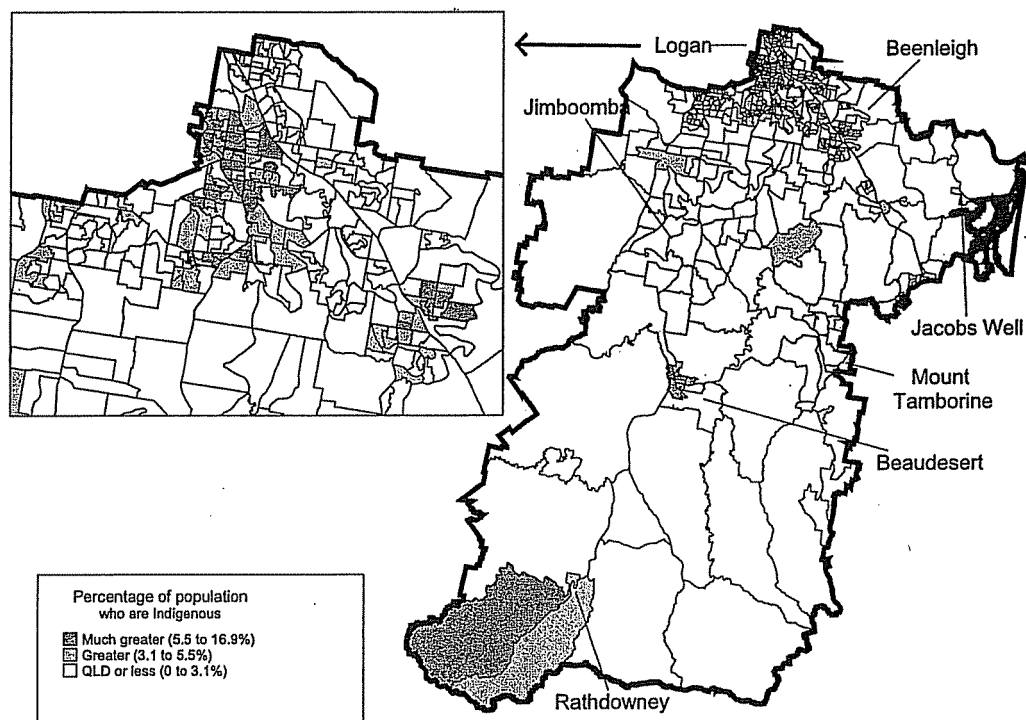 Logan
Beenleigh
Jimboomba
Jacobs Well
Mount
Tamborine
Beaudesert
Percentage of population
who are Indigenous
Much greater (5.5 to 16.9%)
Greater (3.1 to 5.5%)
QLD or less (0 to 3.1%)
Rathdowney